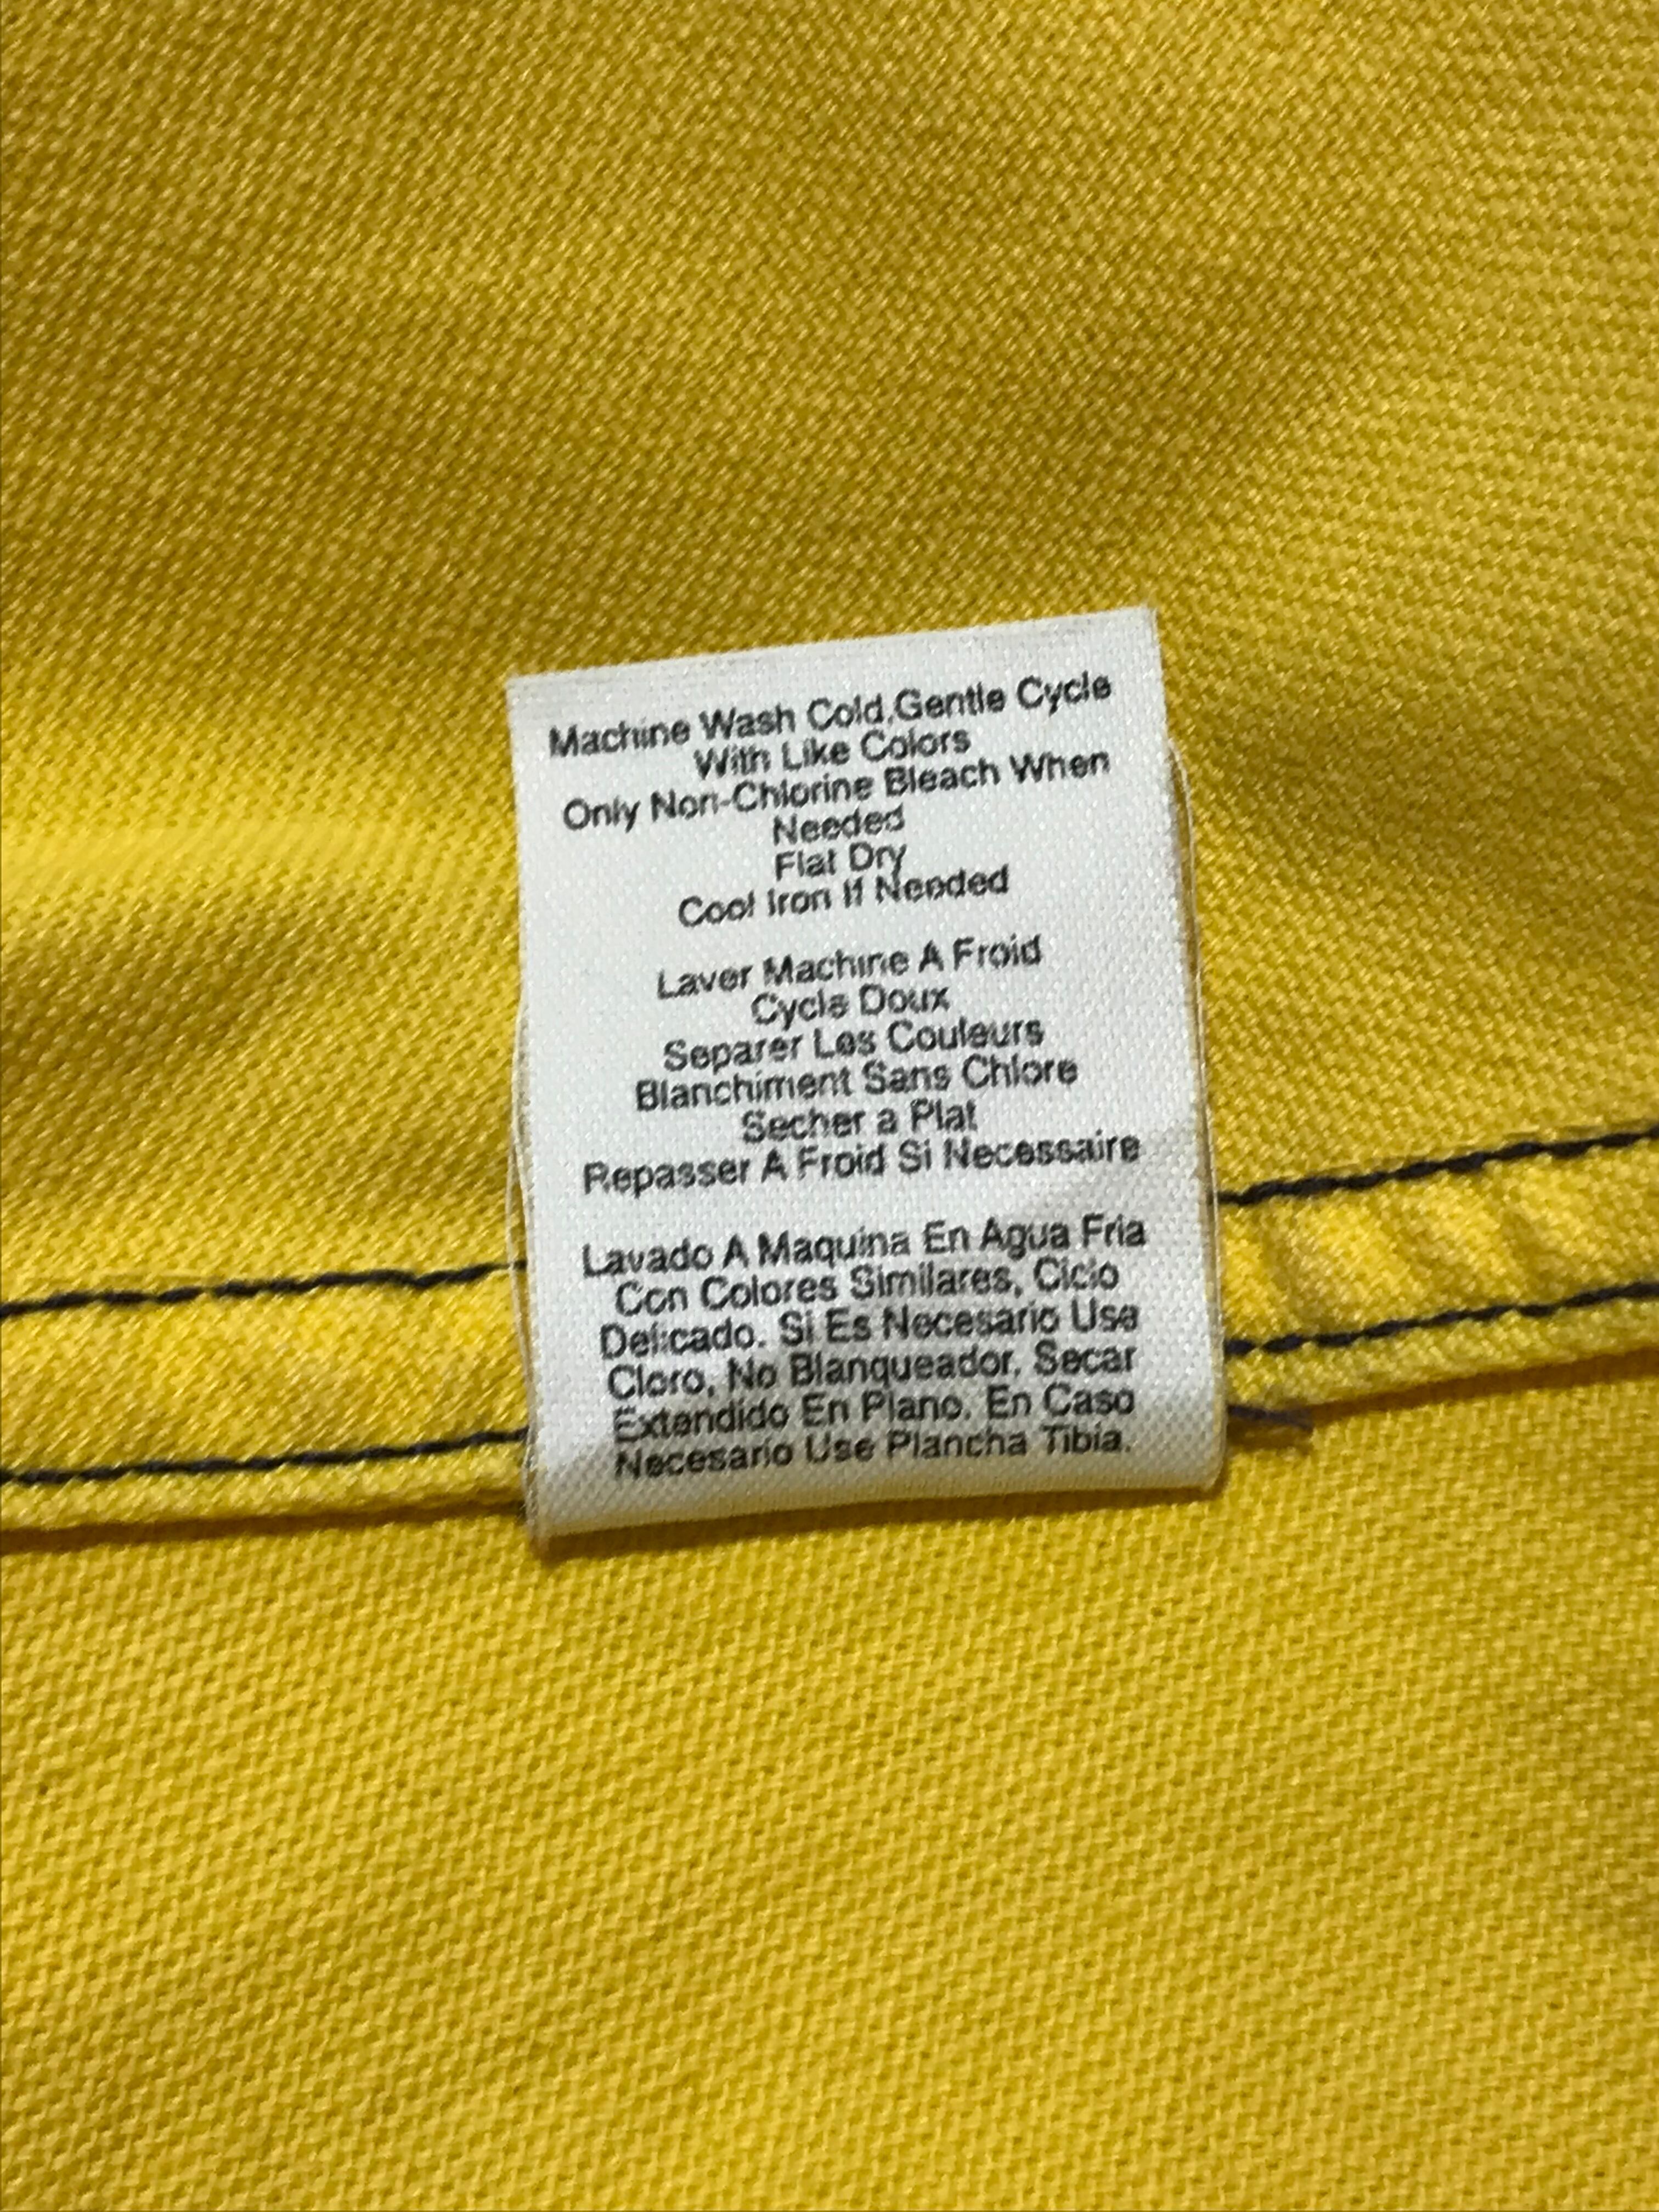 Machine Wash Cold,Gentle Cycle
With Like Colors
Only Non-Chlorine Bleach When
Needed
Flat Dry
Cool Iron If Needed
Laver Machine A Froid
Cycle Doux
Separer Les Couleurs
Blanchiment Sans Chlore
Secher a Plat
Repasser A Froid Si Necessaire
Lavado A Maquina En Agua Fria
Con Colores Similares, Ciclo
Delicado. Si Es Necesario Use
Cloro, No Blanqueador, Secar
Extendido En Plano. En Caso
Necesario Use Plancha Tibia.